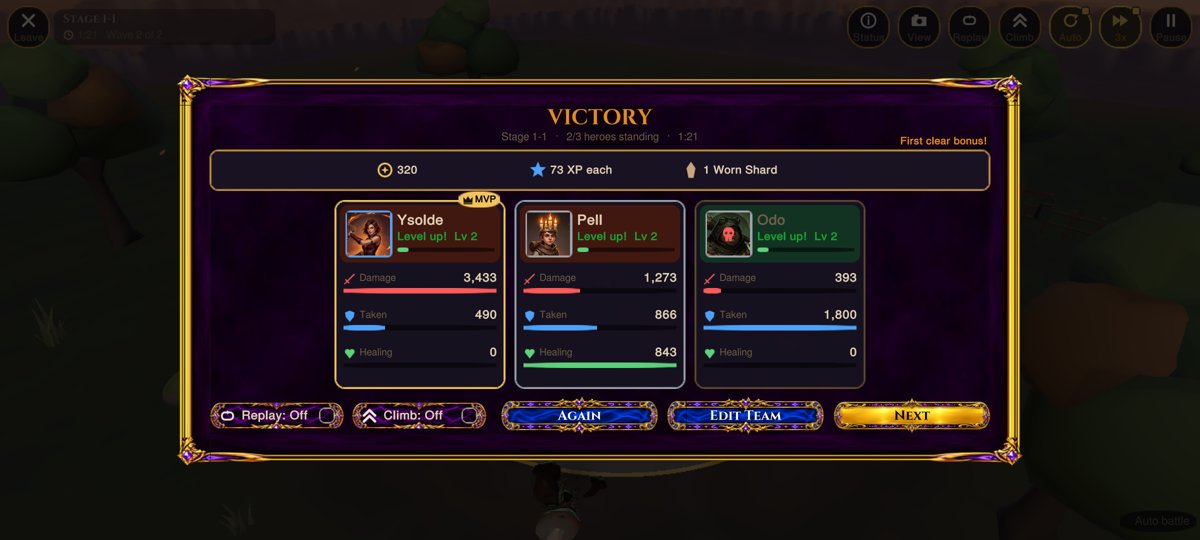 Leave
STAGE 1-1
1:21 · Wave 2 of 2
Status
View
Replay
Climb
Auto
3x
Pause
VICTORY
Stage 1-1 · 2/3 heroes standing · 1:21
First clear bonus!
320
73 XP each
1 Worn Shard
MVP
Ysolde
Level up! Lv 2
Damage 3,433
Taken 490
Healing 0
Pell
Level up! Lv 2
Damage 1,273
Taken 866
Healing 843
Odo
Level up! Lv 2
Damage 393
Taken 1,800
Healing 0
Replay: Off
Climb: Off
AGAIN
EDIT TEAM
NEXT
Auto battle